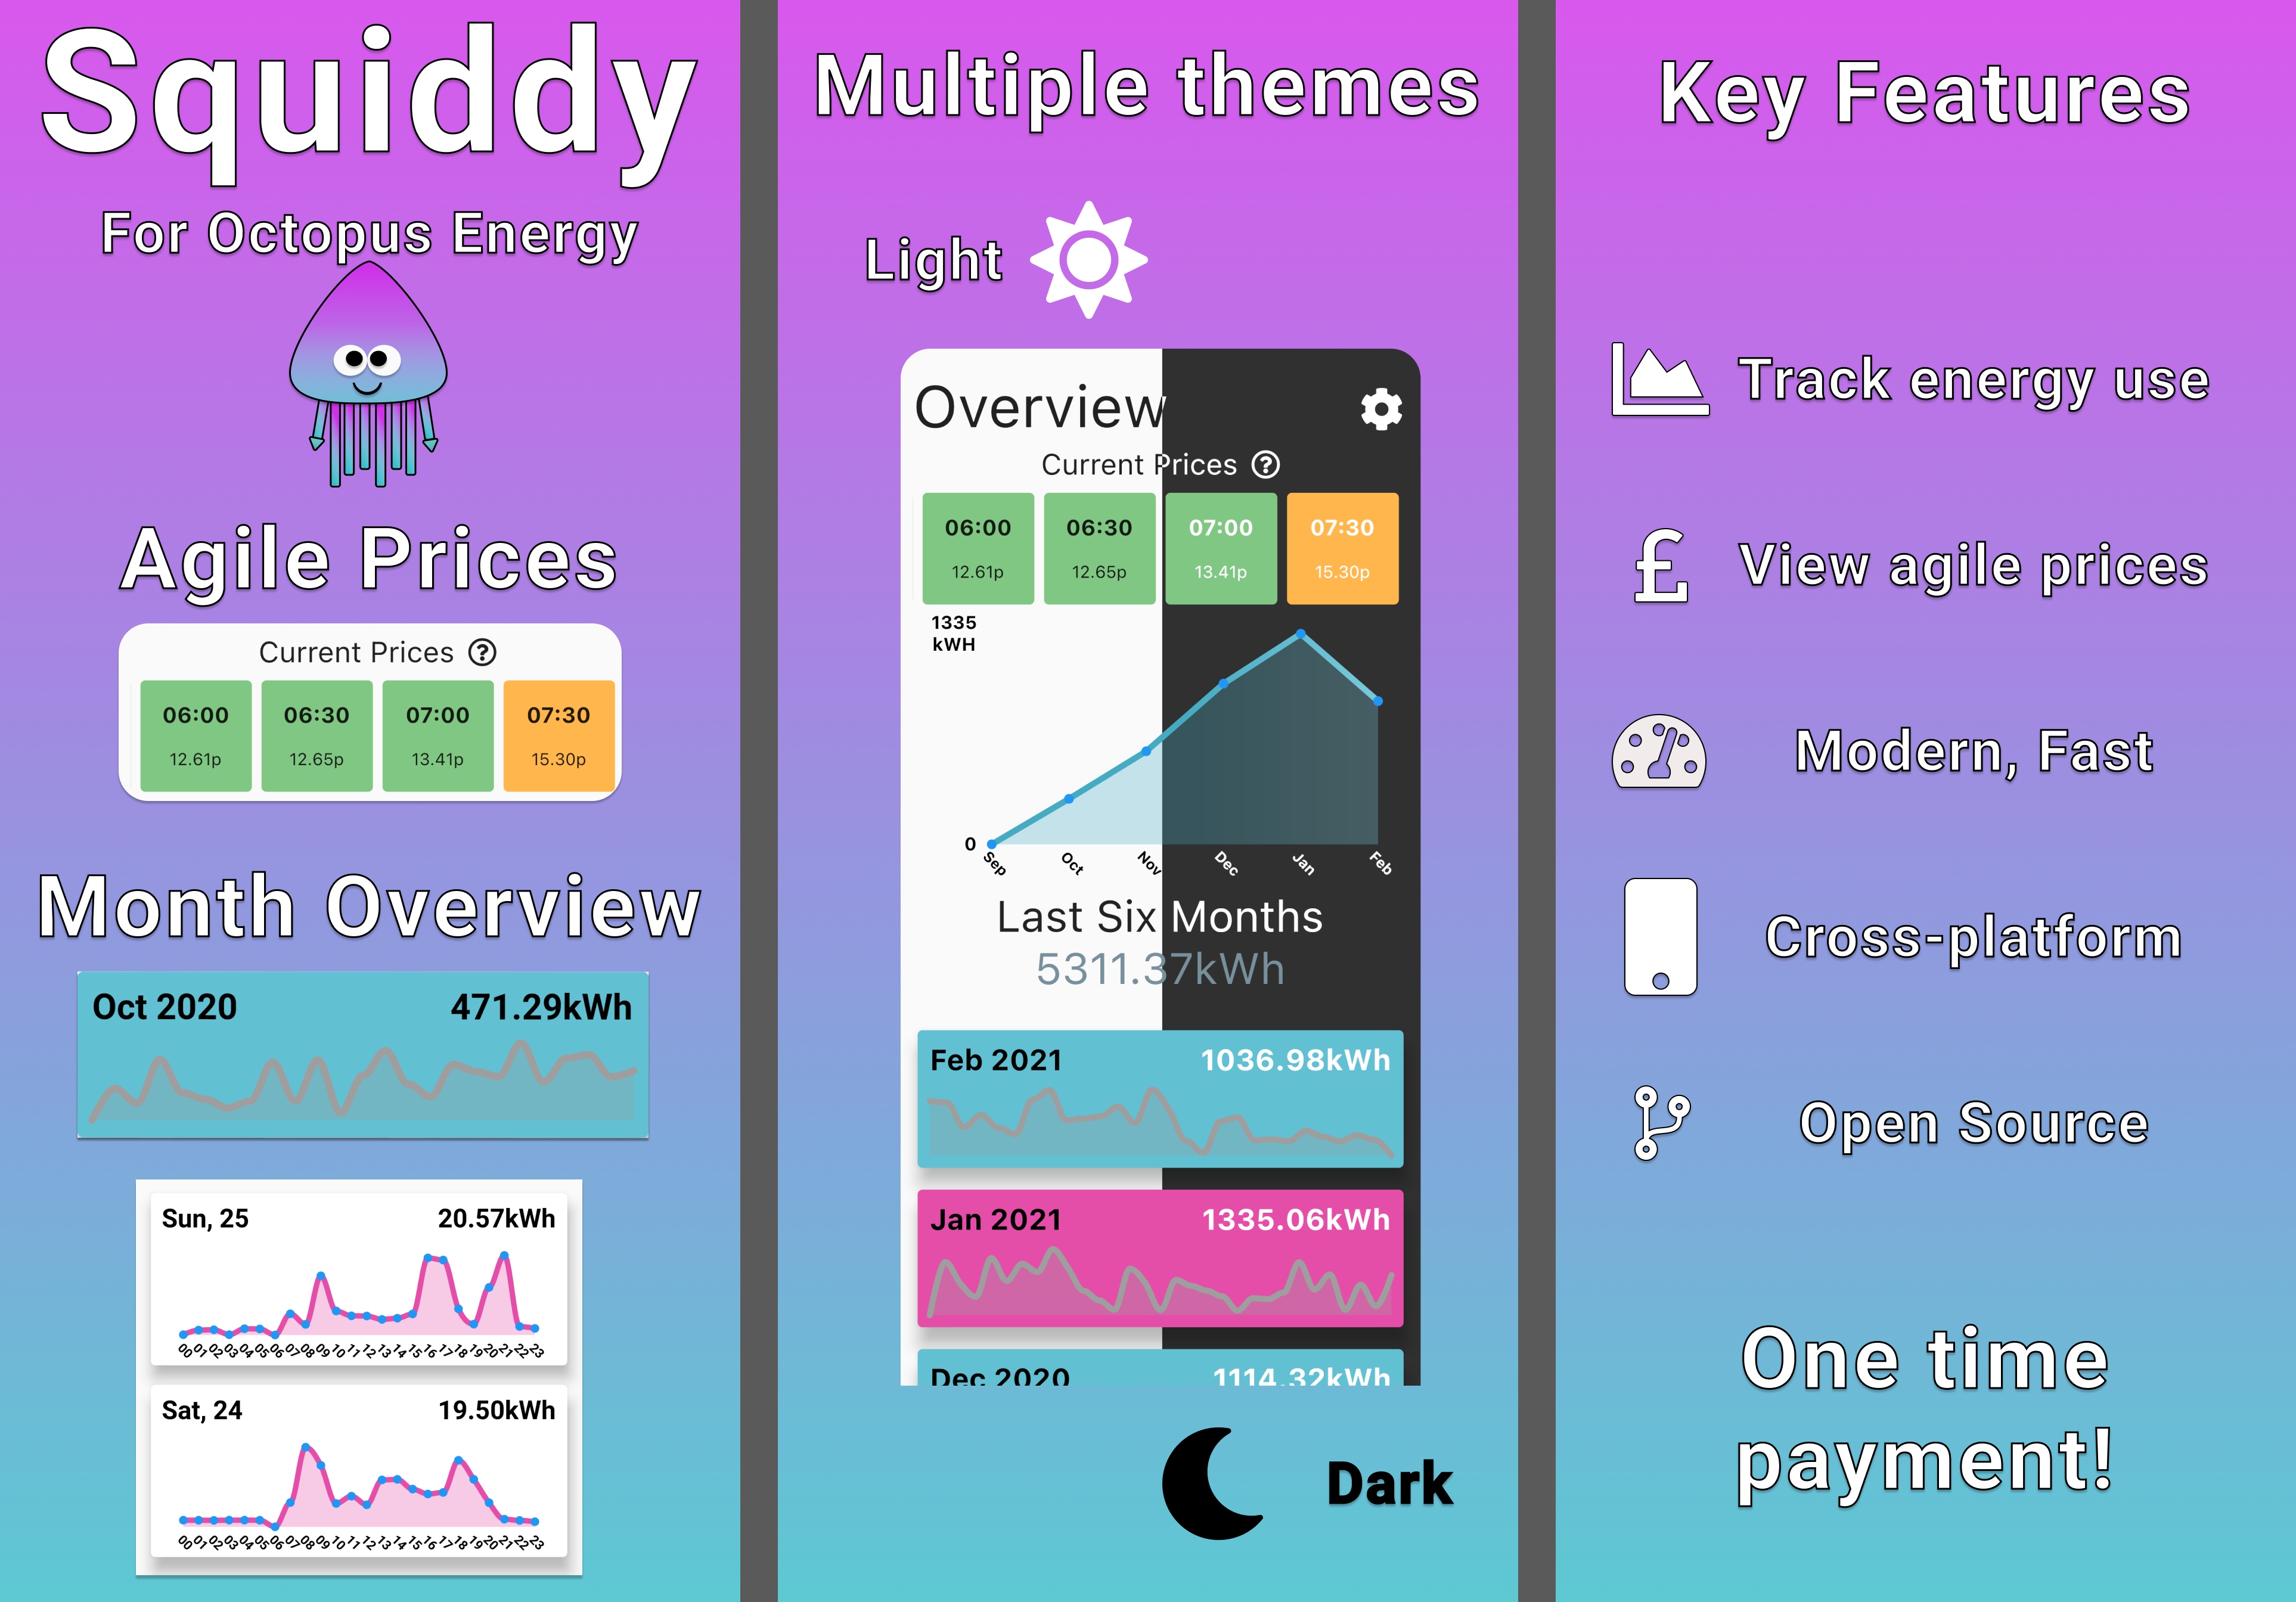 Squiddy
For Octopus Energy
Agile Prices
Current Prices ?
06:00 06:30 07:00 07:30
12.61p 12.65p 13.41p 15.30p
Month Overview
Oct 2020 471.29kWh
Sun, 25 20.57kWh
00 01 02 03 04 05 06 07 08 09 10 11 12 13 14 15 16 17 18 19 20 21 22 23
Sat, 24 19.50kWh
00 01 02 03 04 05 06 07 08 09 10 11 12 13 14 15 16 17 18 19 20 21 22 23
Multiple themes
Light
Overview
Current Prices ?
06:00 06:30 07:00 07:30
12.61p 12.65p 13.41p 15.30p
1335
kWH
0
Sep Oct Nov Dec Jan Feb
Last Six Months
5311.37kWh
Feb 2021 1036.98kWh
Jan 2021 1335.06kWh
Dec 2020 1114.32kWh
Dark
Key Features
Track energy use
£ View agile prices
Modern, Fast
Cross-platform
Open Source
One time
payment!